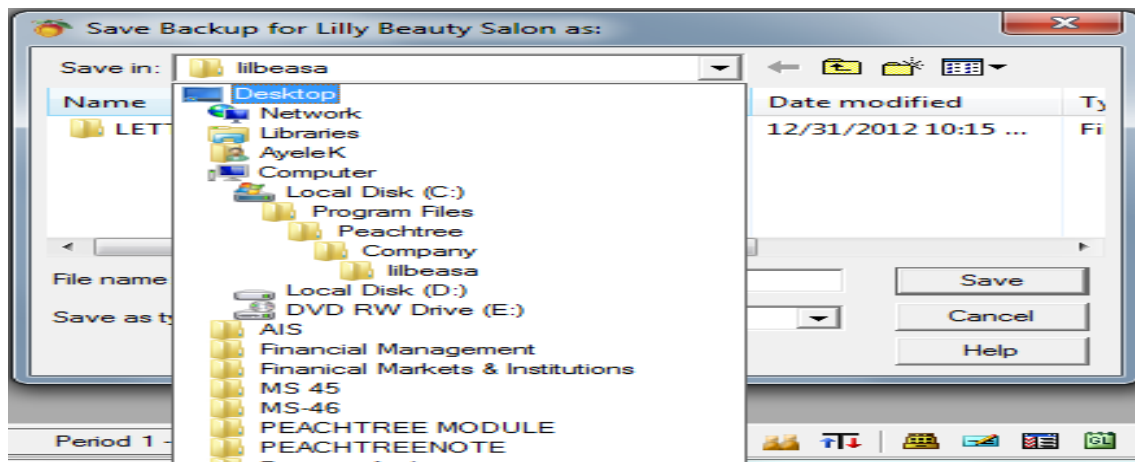 Save Backup for Lilly Beauty Salon as:
Save in: lilbeasa
Name Date modified Ty
Desktop
Network
LETT Libraries 12/31/2012 10:15 ... Fi
AyeleK
Computer
Local Disk (C:)
Program Files
Peachtree
Company
lilbeasa
File name Save
Local Disk (D:)
DVD RW Drive (E:)
Save as ty Cancel
AIS
Financial Management Help
Finanical Markets & Institutions
MS 45
MS-46
PEACHTREE MODULE
Period 1 - PEACHTREENOTE
GL